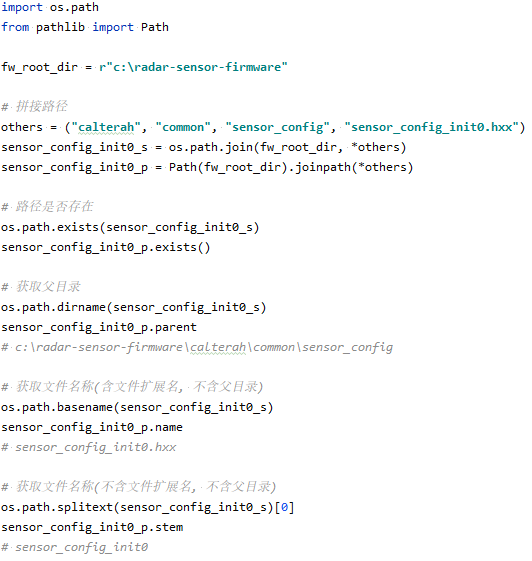 import os.path
from pathlib import Path
fw_root_dir = r"c:\radar-sensor-firmware"
# 拼接路径
others = ("calterah", "common", "sensor_config", "sensor_config_init0.hxx")
sensor_config_init0_s = os.path.join(fw_root_dir, *others)
sensor_config_init0_p = Path(fw_root_dir).joinpath(*others)
# 路径是否存在
os.path.exists(sensor_config_init0_s)
sensor_config_init0_p.exists()
# 获取父目录
os.path.dirname(sensor_config_init0_s)
sensor_config_init0_p.parent
# c:\radar-sensor-firmware\calterah\common\sensor_config
# 获取文件名称(含文件扩展名, 不含父目录)
os.path.basename(sensor_config_init0_s)
sensor_config_init0_p.name
# sensor_config_init0.hxx
# 获取文件名称(不含文件扩展名, 不含父目录)
os.path.splitext(sensor_config_init0_s)[0]
sensor_config_init0_p.stem
# sensor_config_init0